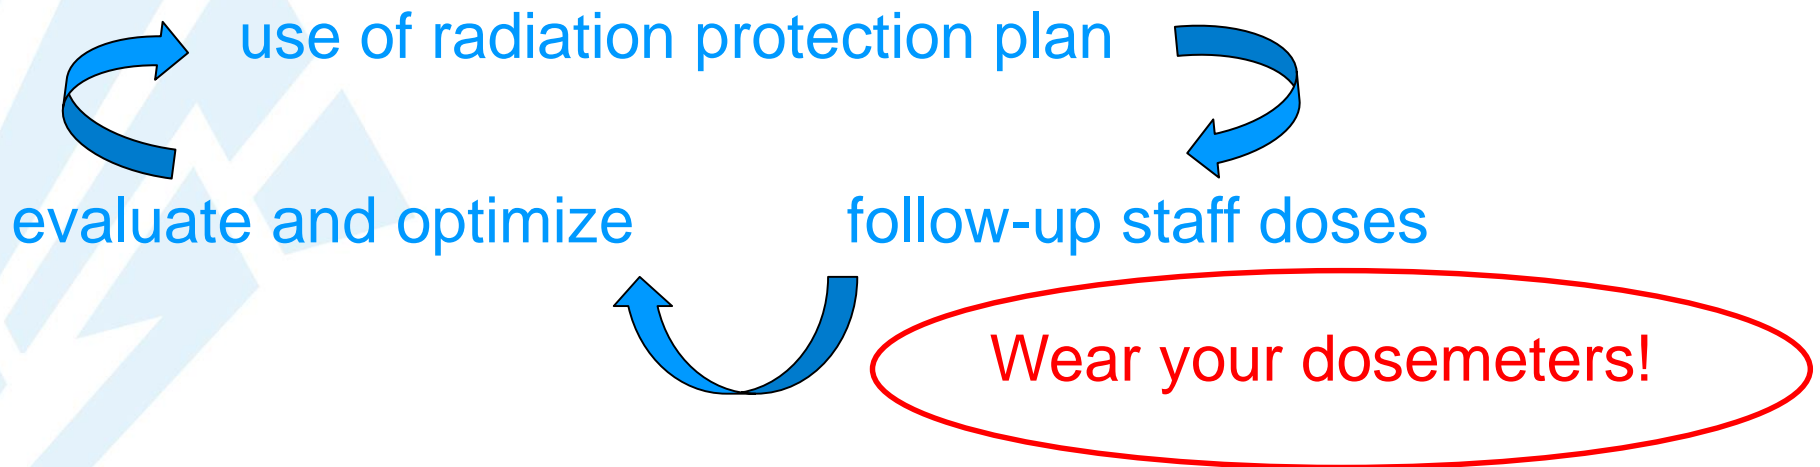 use of radiation protection plan
evaluate and optimize
follow-up staff doses
Wear your dosemeters!